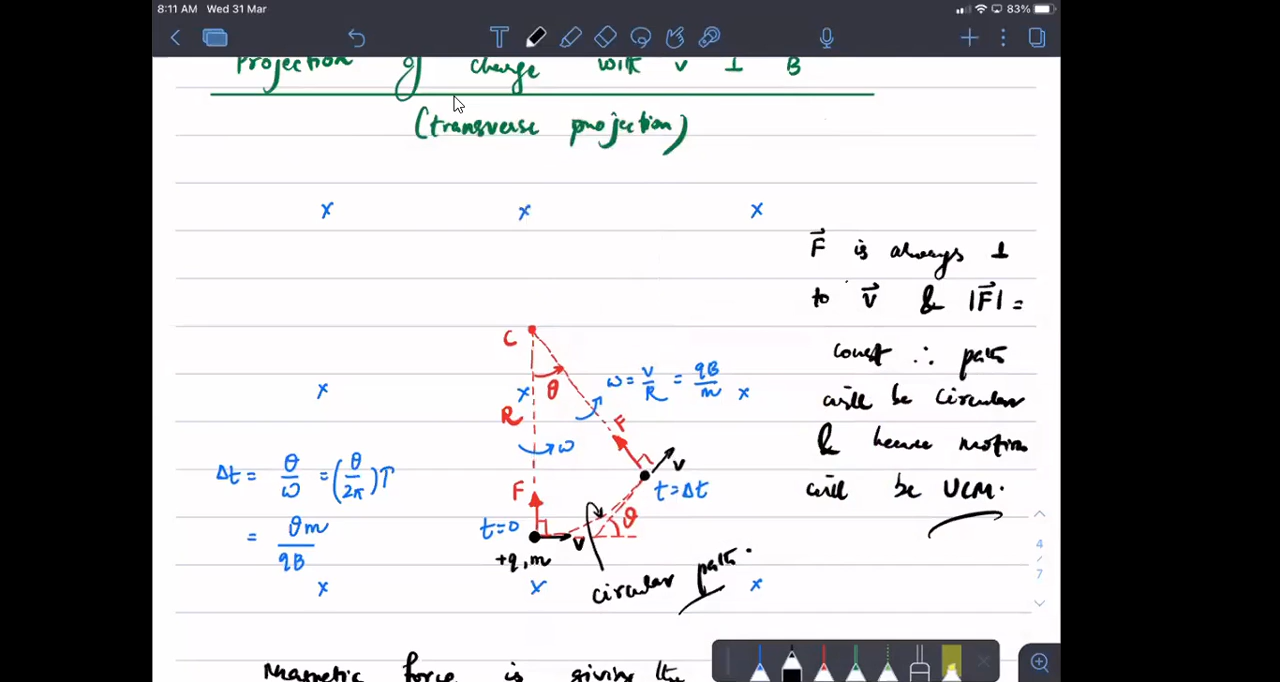 8:11 AM Wed 31 Mar
83%
T
Projection of charge with v ⊥ B
(transverse projection)
x x x
F⃗ is always ⊥
to v⃗ & |F⃗| =
const ∴ path
will be circular
& hence motion
will be UCM.
C
θ
R
ω = v/R = qB/m
x x x
F
ω
v
t=Δt
Δt = θ/ω = (θ/2π)T
= θm/qB
F
t=0
v
θ
+q, m
circular path.
x x x
4
/
7
Magnetic force is giving the